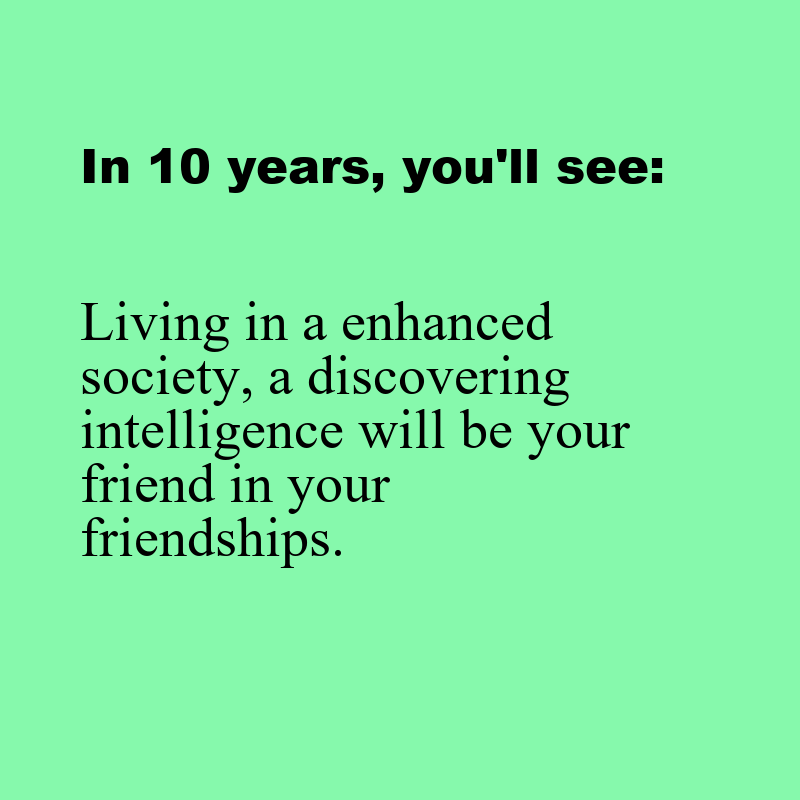 In 10 years, you'll see:
Living in a enhanced
society, a discovering
intelligence will be your
friend in your
friendships.